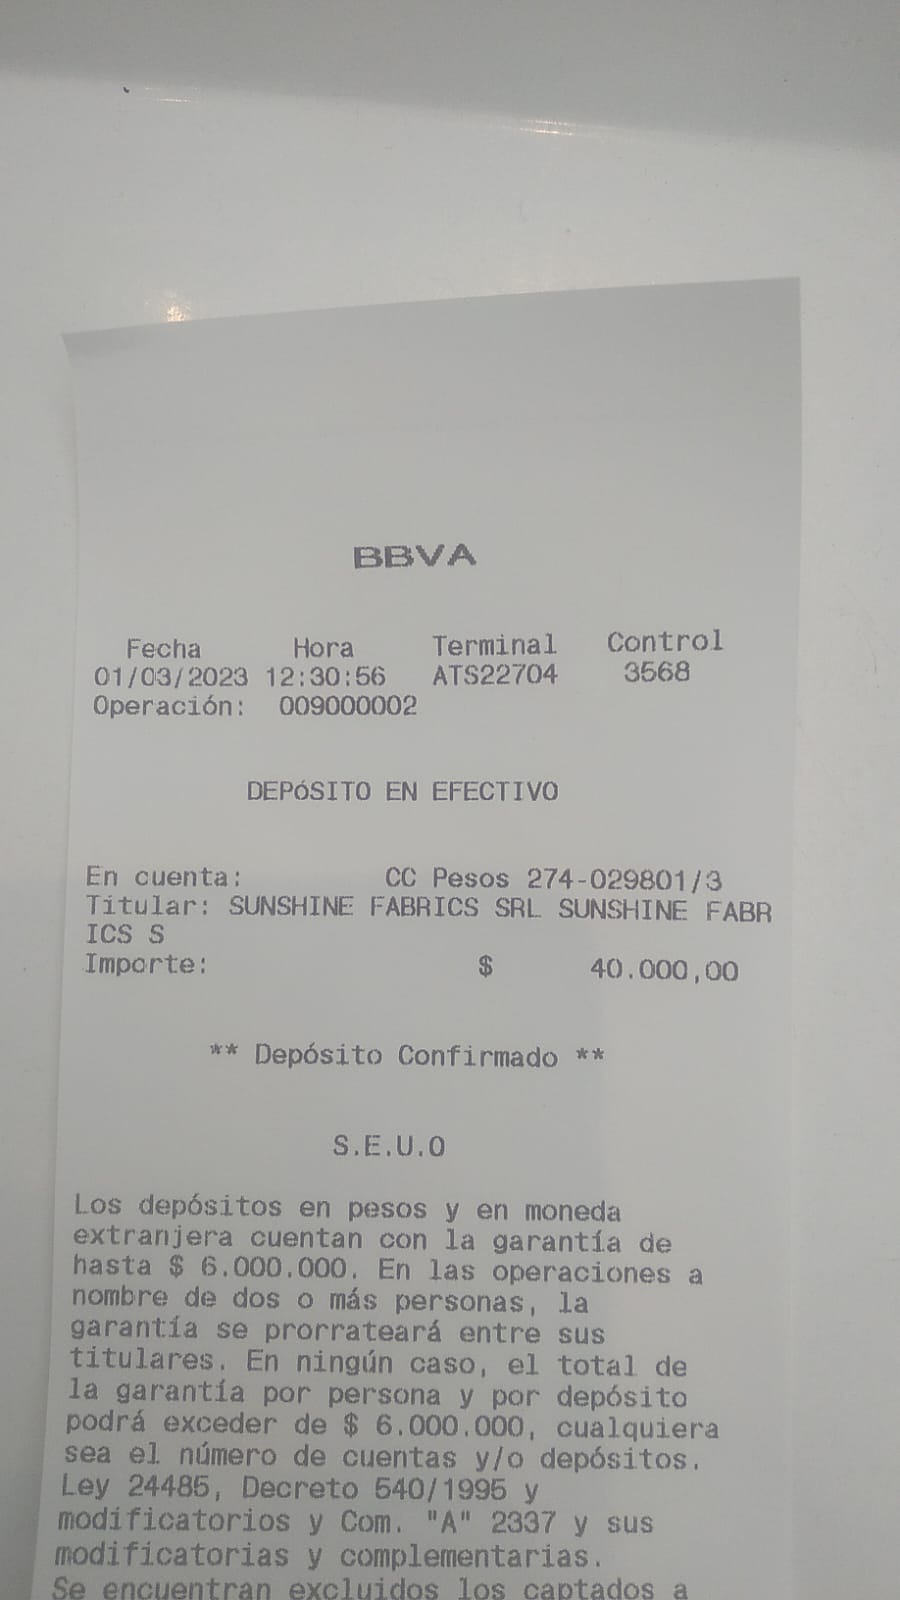 BBVA
Fecha Hora Terminal Control
01/03/2023 12:30:56 ATS22704 3568
Operación: 009000002
DEPóSITO EN EFECTIVO
En cuenta: CC Pesos 274-029801/3
Titular: SUNSHINE FABRICS SRL SUNSHINE FABR
ICS S
Importe: $ 40.000,00
** Depósito Confirmado **
S.E.U.O
Los depósitos en pesos y en moneda
extranjera cuentan con la garantía de
hasta $ 6.000.000. En las operaciones a
nombre de dos o más personas, la
garantía se prorrateará entre sus
titulares. En ningún caso, el total de
la garantía por persona y por depósito
podrá exceder de $ 6.000.000, cualquiera
sea el número de cuentas y/o depósitos.
Ley 24485, Decreto 540/1995 y
modificatorios y Com. "A" 2337 y sus
modificatorias y complementarias.
Se encuentran excluidos los captados a